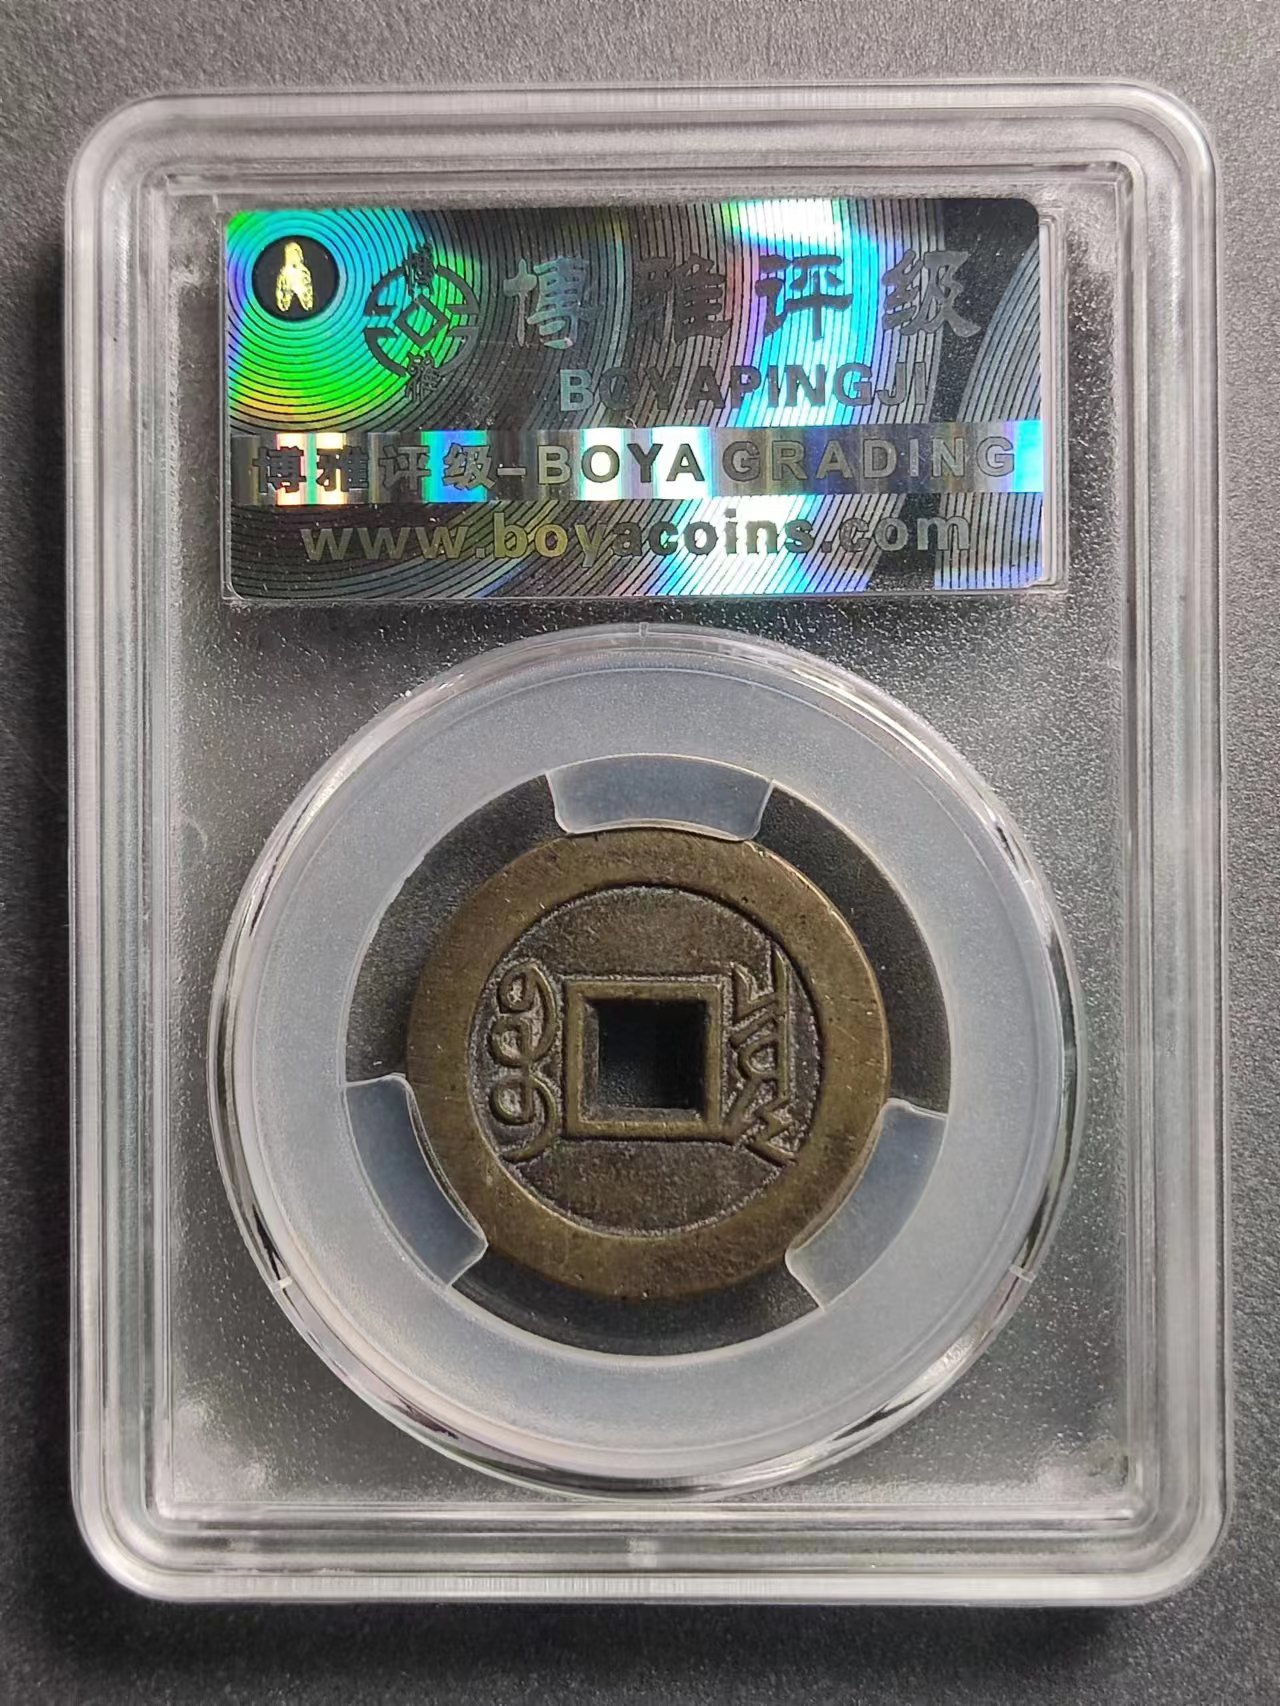 博雅评级
BOYAPINGJI
博雅评级-BOYA GRADING
www.boyacoins.com